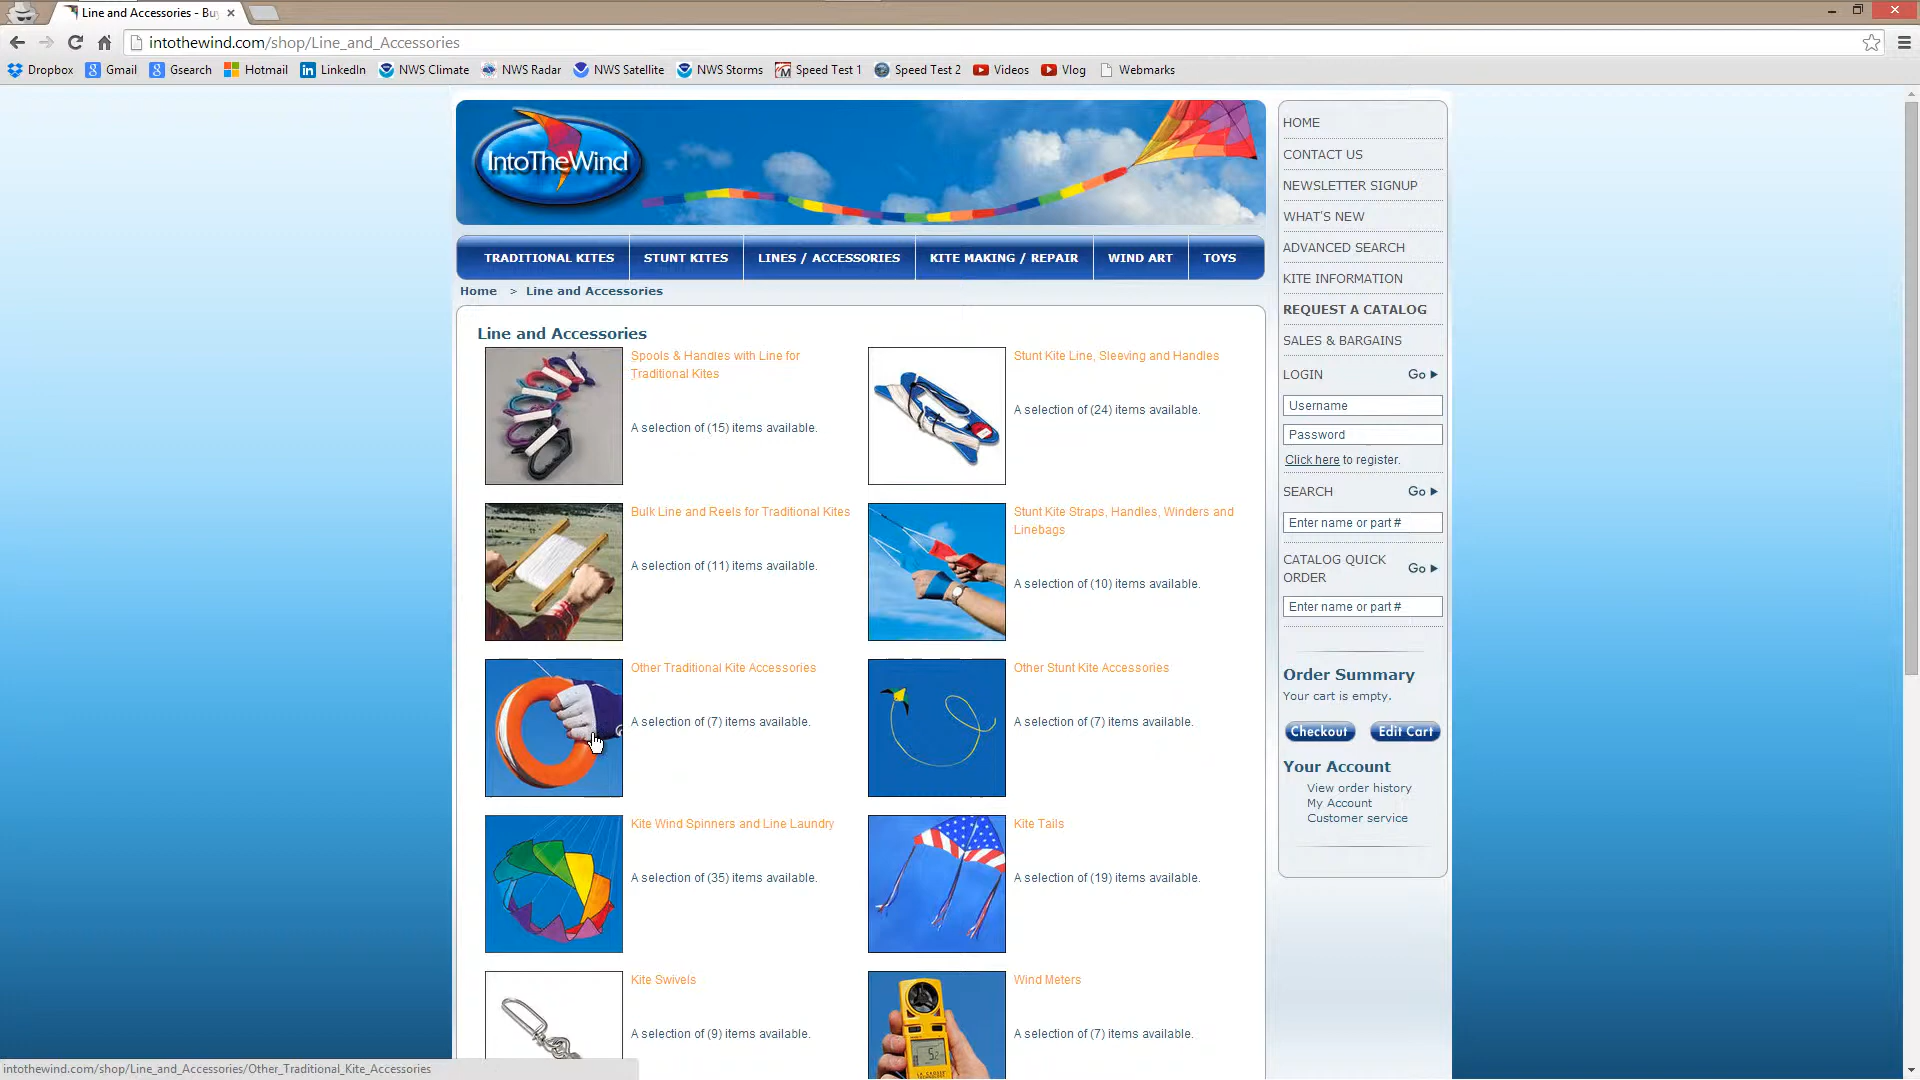 Line and Accessories - Bu
intothewind.com/shop/Line_and_Accessories
Dropbox Gmail Gsearch Hotmail LinkedIn NWS Climate NWS Radar NWS Satellite NWS Storms Speed Test 1 Speed Test 2 Videos Vlog Webmarks
IntoTheWind
TRADITIONAL KITES STUNT KITES LINES / ACCESSORIES KITE MAKING / REPAIR WIND ART TOYS
Home > Line and Accessories
Line and Accessories
Spools & Handles with Line for
Traditional Kites
A selection of (15) items available.
Stunt Kite Line, Sleeving and Handles
A selection of (24) items available.
Bulk Line and Reels for Traditional Kites
A selection of (11) items available.
Stunt Kite Straps, Handles, Winders and
Linebags
A selection of (10) items available.
Other Traditional Kite Accessories
A selection of (7) items available.
Other Stunt Kite Accessories
A selection of (7) items available.
Kite Wind Spinners and Line Laundry
A selection of (35) items available.
Kite Tails
A selection of (19) items available.
Kite Swivels
A selection of (9) items available.
Wind Meters
A selection of (7) items available.
HOME
CONTACT US
NEWSLETTER SIGNUP
WHAT'S NEW
ADVANCED SEARCH
KITE INFORMATION
REQUEST A CATALOG
SALES & BARGAINS
LOGIN Go
Username
Password
Click here to register.
SEARCH Go
Enter name or part #
CATALOG QUICK
ORDER Go
Enter name or part #
Order Summary
Your cart is empty.
Checkout Edit Cart
Your Account
View order history
My Account
Customer service
intothewind.com/shop/Line_and_Accessories/Other_Traditional_Kite_Accessories